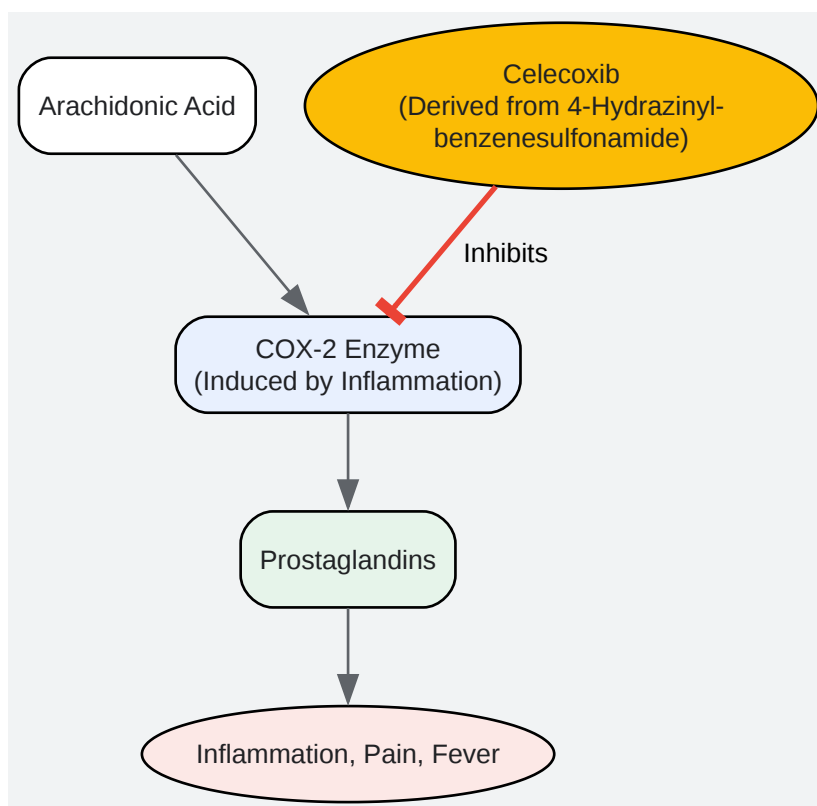 Arachidonic Acid
Celecoxib
(Derived from 4-Hydrazinyl-
benzenesulfonamide)
Inhibits
COX-2 Enzyme
(Induced by Inflammation)
Prostaglandins
Inflammation, Pain, Fever